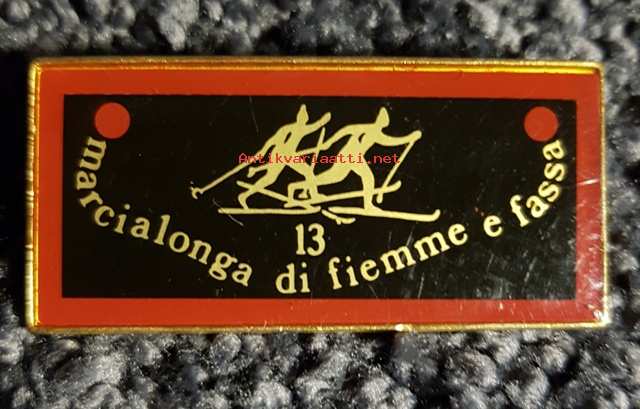 Antikvariaatti.net
13
marcialonga di fiemme e fassa